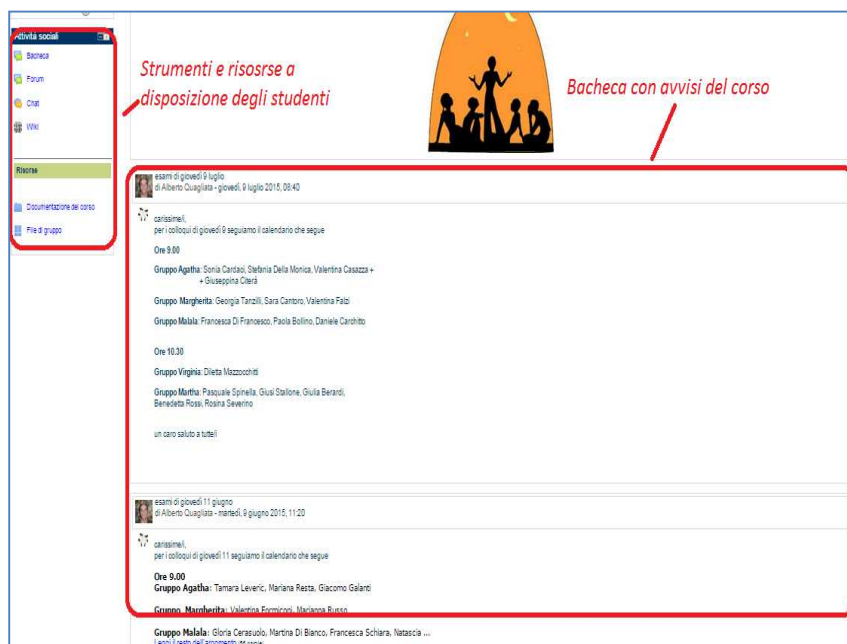 Attività sociali
Bacheca
Forum
Chat
Wiki
Risorse
Documentazione del corso
File di gruppo
Strumenti e risosrse a
disposizione degli studenti
Bacheca con avvisi del corso
esami di giovedì 9 luglio
di Alberto Quagliata - giovedì, 9 luglio 2015, 08:40
carissime/i,
per i colloqui di giovedì 9 seguiamo il calendario che segue
Ore 9.00
Gruppo Agatha: Sonia Cardaci, Stefania Della Monica, Valentina Casazza +
+ Giuseppina Citerà
Gruppo Margherita: Georgia Tanzilli, Sara Cantoro, Valentina Falzi
Gruppo Malala: Francesca Di Francesco, Paola Bollino, Daniele Carchitto
Ore 10.30
Gruppo Virginia: Diletta Mazzocchitti
Gruppo Martha: Pasquale Spinella, Giusi Stallone, Giulia Berardi,
Benedetta Rossi, Rosina Severino
un caro saluto a tutte/i
esami di giovedì 11 giugno
di Alberto Quagliata - martedì, 9 giugno 2015, 11:20
carissime/i,
per i colloqui di giovedì 11 seguiamo il calendario che segue
Ore 9.00
Gruppo Agatha: Tamara Leveric, Mariana Resta, Giacomo Galanti
Gruppo Margherita: Valentina Formiconi, Marianna Russo
Gruppo Malala: Gloria Cerasuolo, Martina Di Bianco, Francesca Schiara, Natascia ...
Leggi il resto dell'argomento